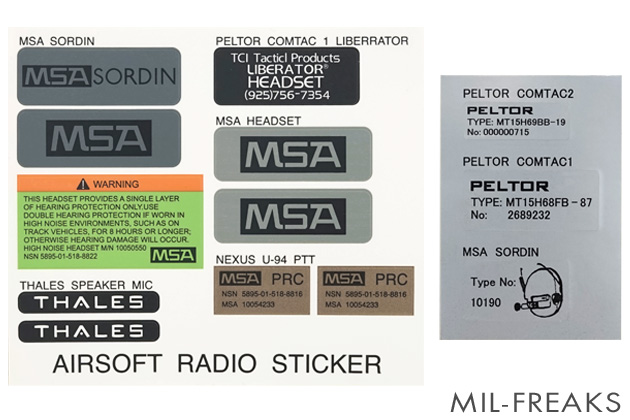 MSA SORDIN
MSA SORDIN
MSA
WARNING
THIS HEADSET PROVIDES A SINGLE LAYER
OF HEARING PROTECTION ONLY.USE
DOUBLE HEARING PROTECTION IF WORN IN
HIGH NOISE ENVIRONMENTS, SUCH AS ON
TRACK VEHICLES, FOR 8 HOURS OR LONGER;
OTHERWISE HEARING DAMAGE WILL OCCUR.
HIGH NOISE HEADSET M/N 10050550
NSN 5895-01-518-8822
MSA
THALES SPEAKER MIC
THALES
THALES
PELTOR COMTAC 1 LIBERRATOR
TCI Tacticl Products
LIBERATOR®
HEADSET
(925)756-7354
MSA HEADSET
MSA
MSA
NEXUS U-94 PTT
MSA PRC
NSN 5895-01-518-8816
MSA 10054233
MSA PRC
NSN 5895-01-518-8816
MSA 10054233
AIRSOFT RADIO STICKER
PELTOR COMTAC2
PELTOR
TYPE: MT15H69BB-19
No: 000000715
PELTOR COMTAC1
PELTOR
TYPE: MT15H68FB-87
No: 2689232
MSA SORDIN
Type No:
10190
MIL-FREAKS